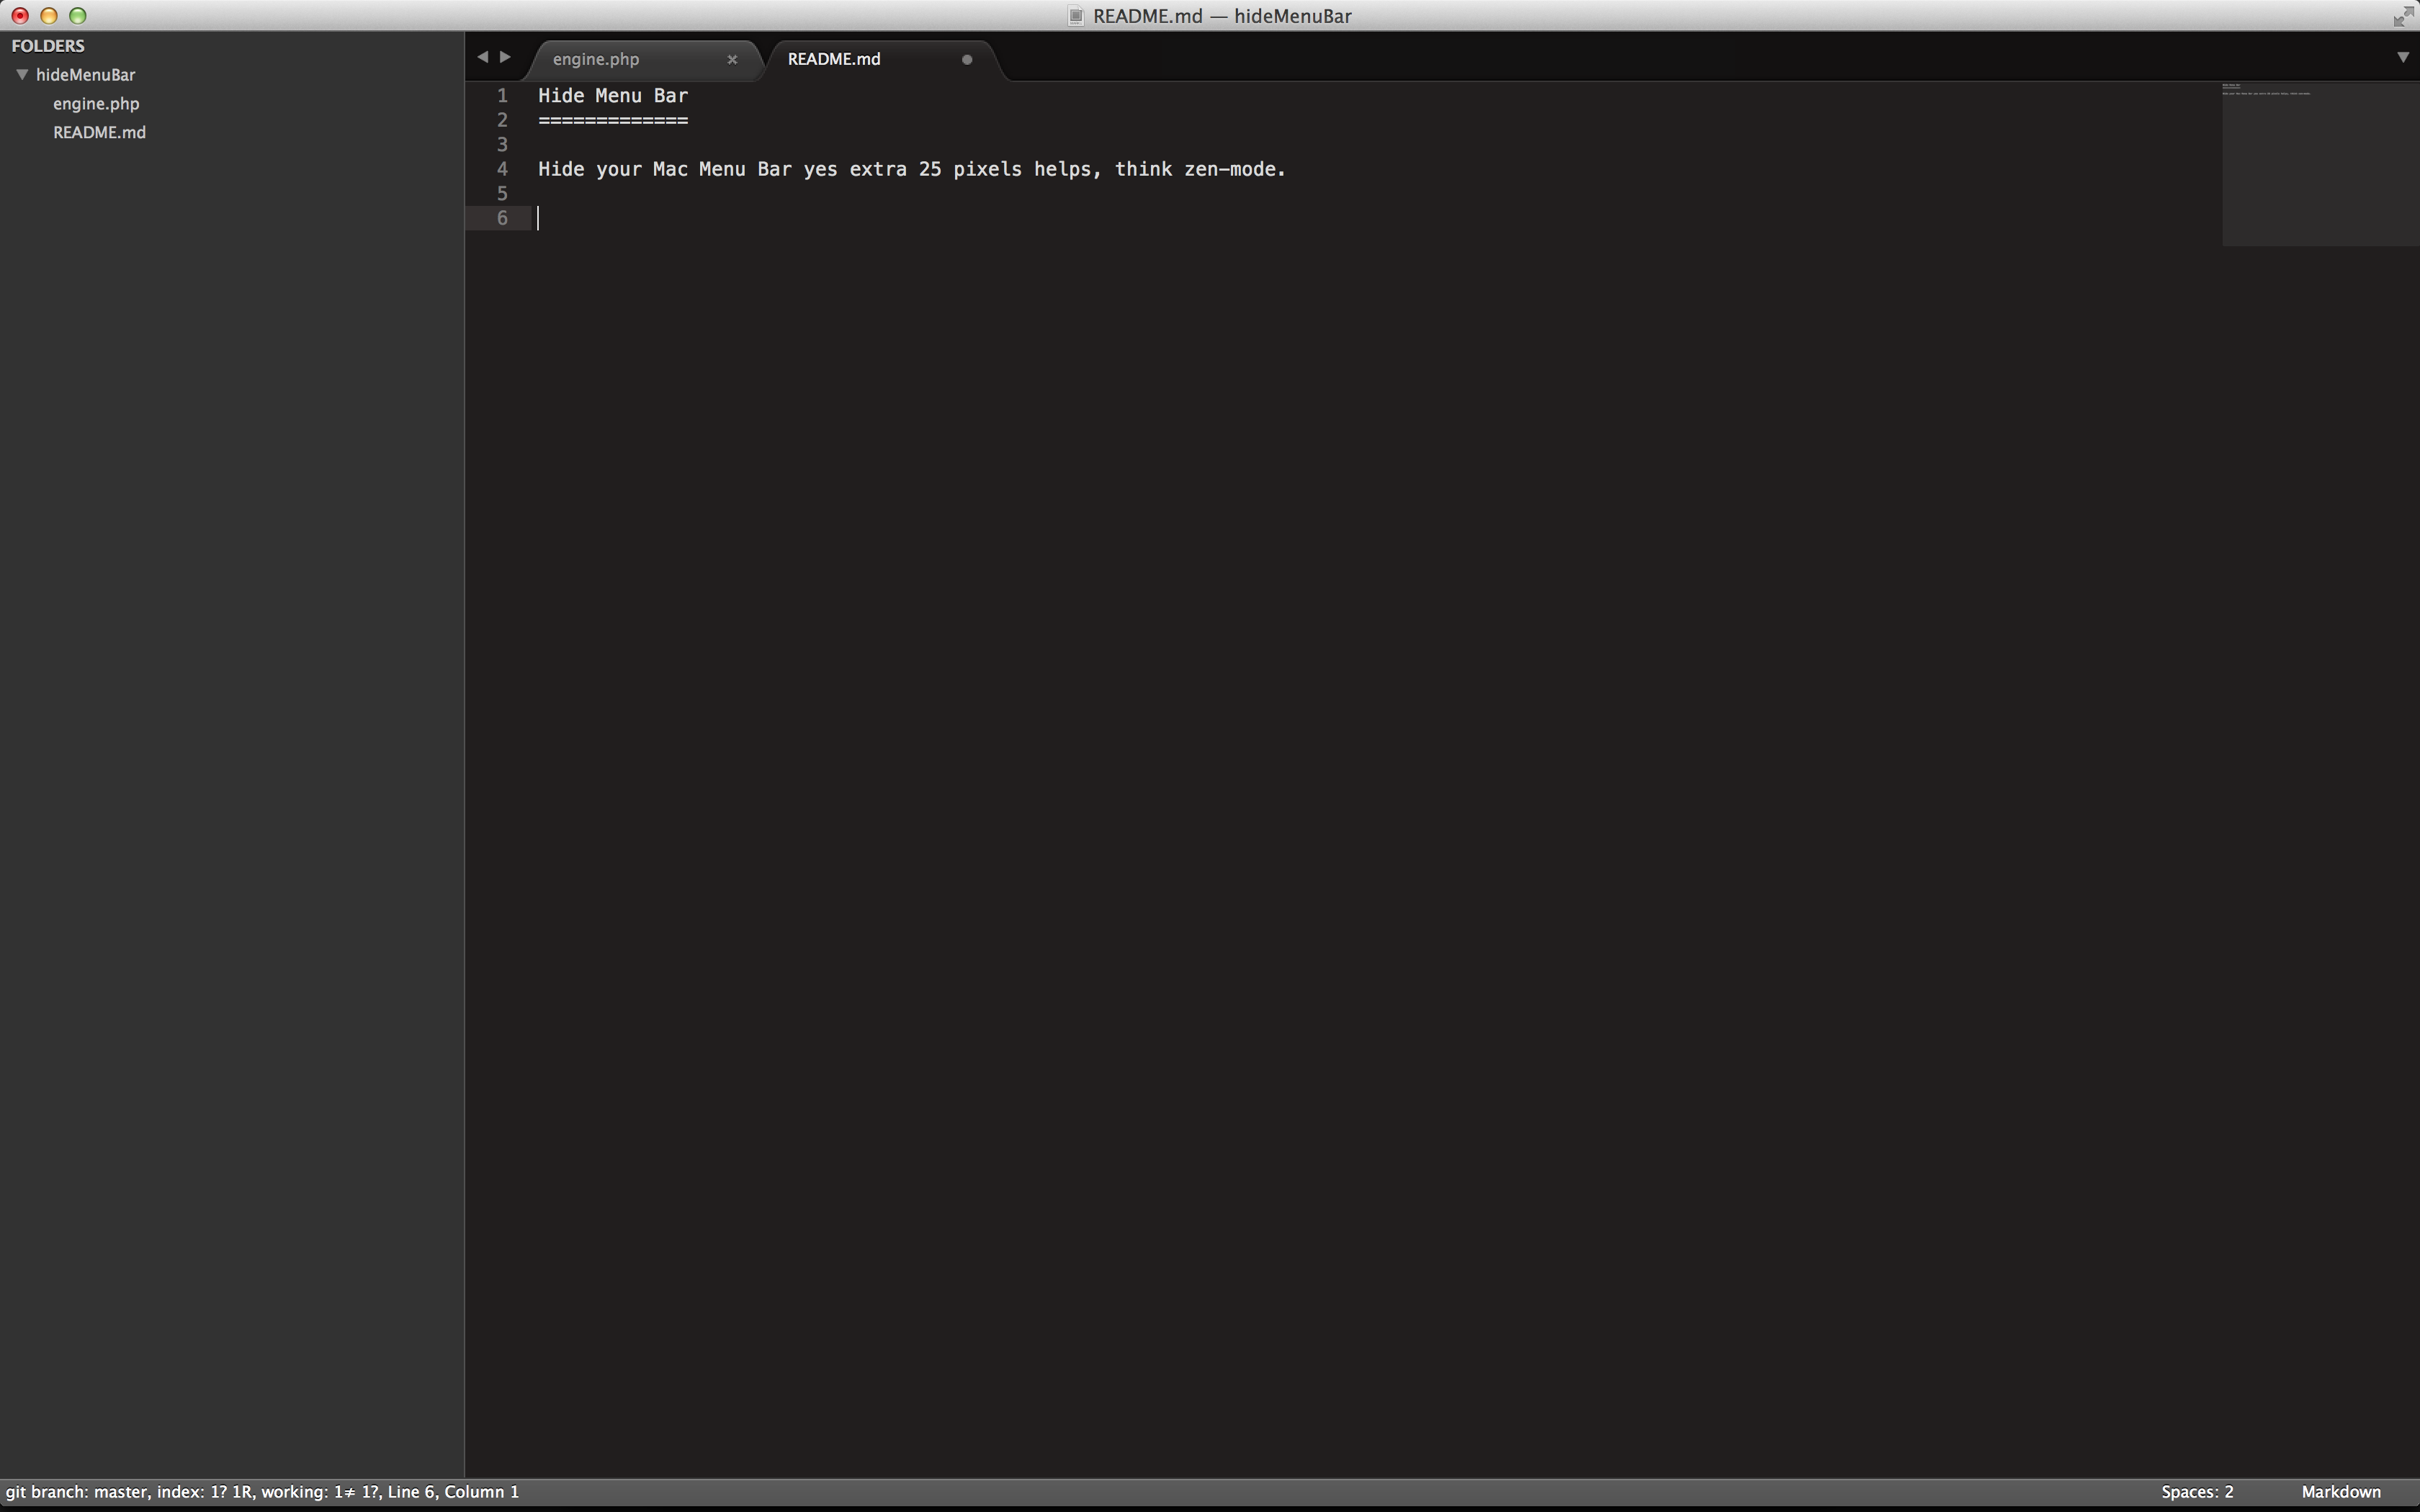 README.md — hideMenuBar
FOLDERS
hideMenuBar
engine.php
README.md
engine.php
README.md
1 Hide Menu Bar
2 =============
3
4 Hide your Mac Menu Bar yes extra 25 pixels helps, think zen-mode.
5
6
git branch: master, index: 1? 1R, working: 1≠ 1?, Line 6, Column 1
Spaces: 2
Markdown